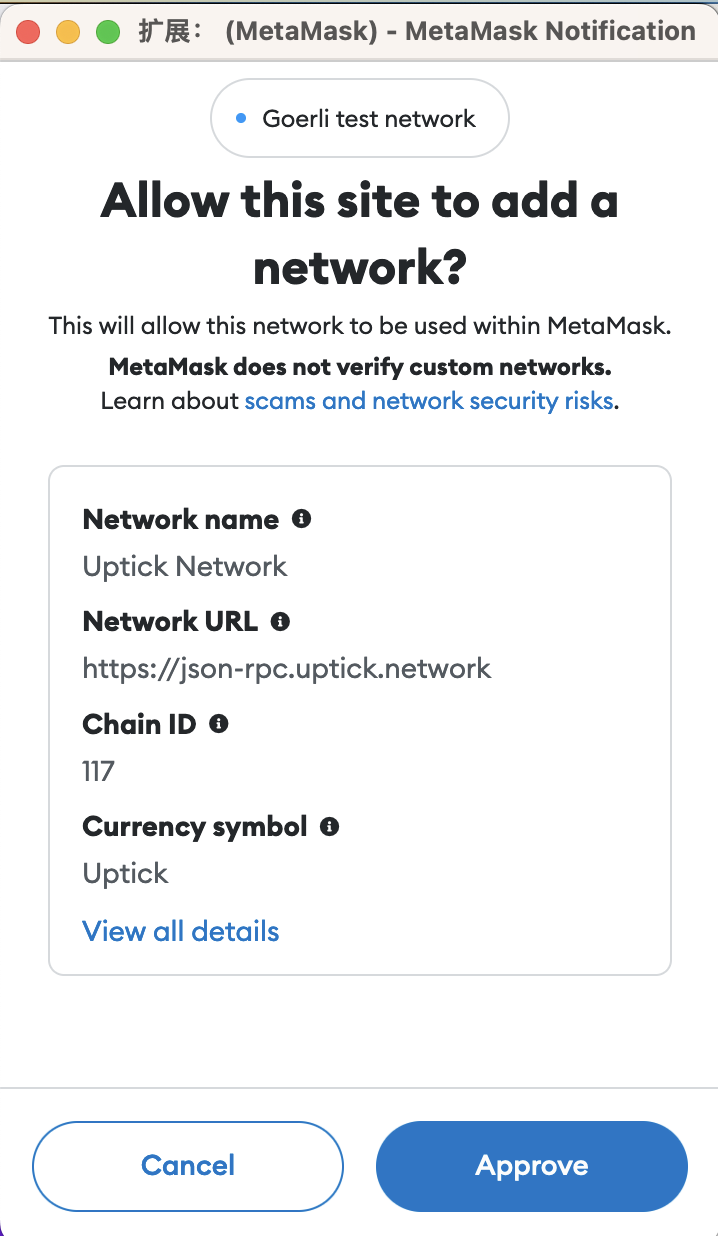 扩展： (MetaMask) - MetaMask Notification
Goerli test network
Allow this site to add a
network?
This will allow this network to be used within MetaMask.
MetaMask does not verify custom networks.
Learn about scams and network security risks.
Network name
Uptick Network
Network URL
https://json-rpc.uptick.network
Chain ID
117
Currency symbol
Uptick
View all details
Cancel
Approve